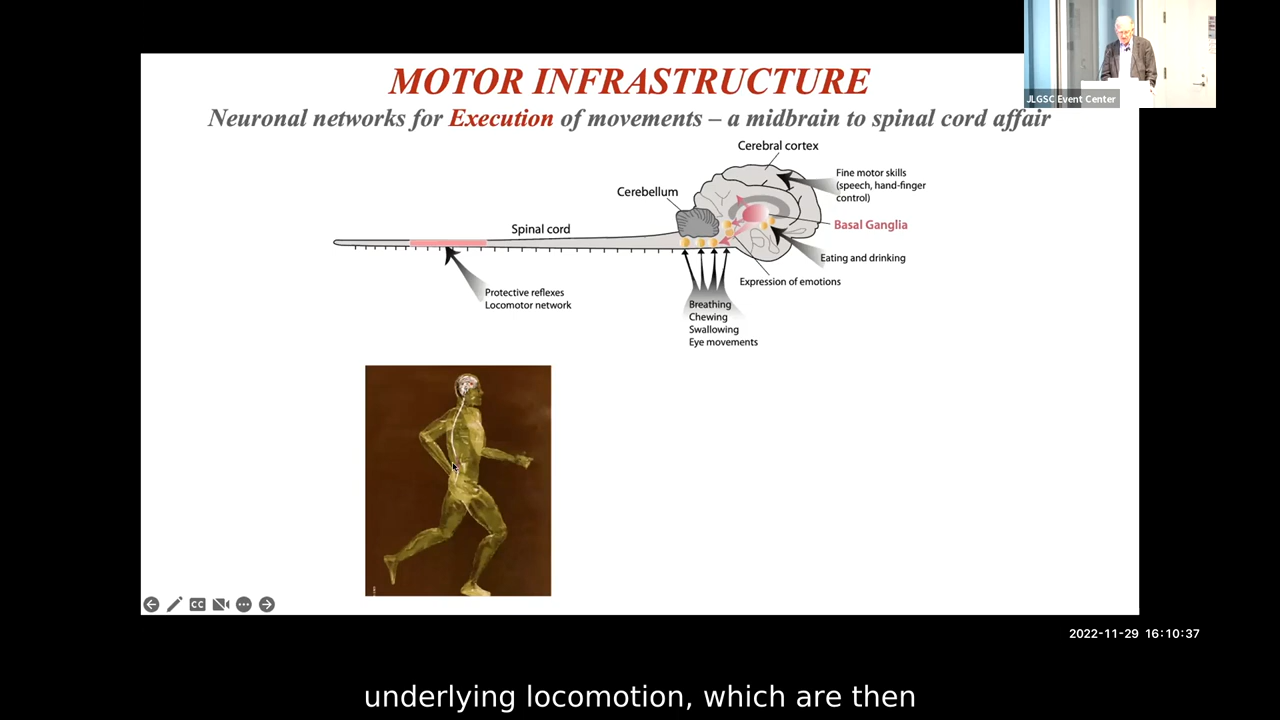 MOTOR INFRASTRUCTURE
Neuronal networks for Execution of movements – a midbrain to spinal cord affair
JLGSC Event Center
Cerebral cortex
Fine motor skills
(speech, hand-finger
control)
Cerebellum
Basal Ganglia
Spinal cord
Eating and drinking
Expression of emotions
Protective reflexes
Locomotor network
Breathing
Chewing
Swallowing
Eye movements
CC
2022-11-29 16:10:37
underlying locomotion, which are then